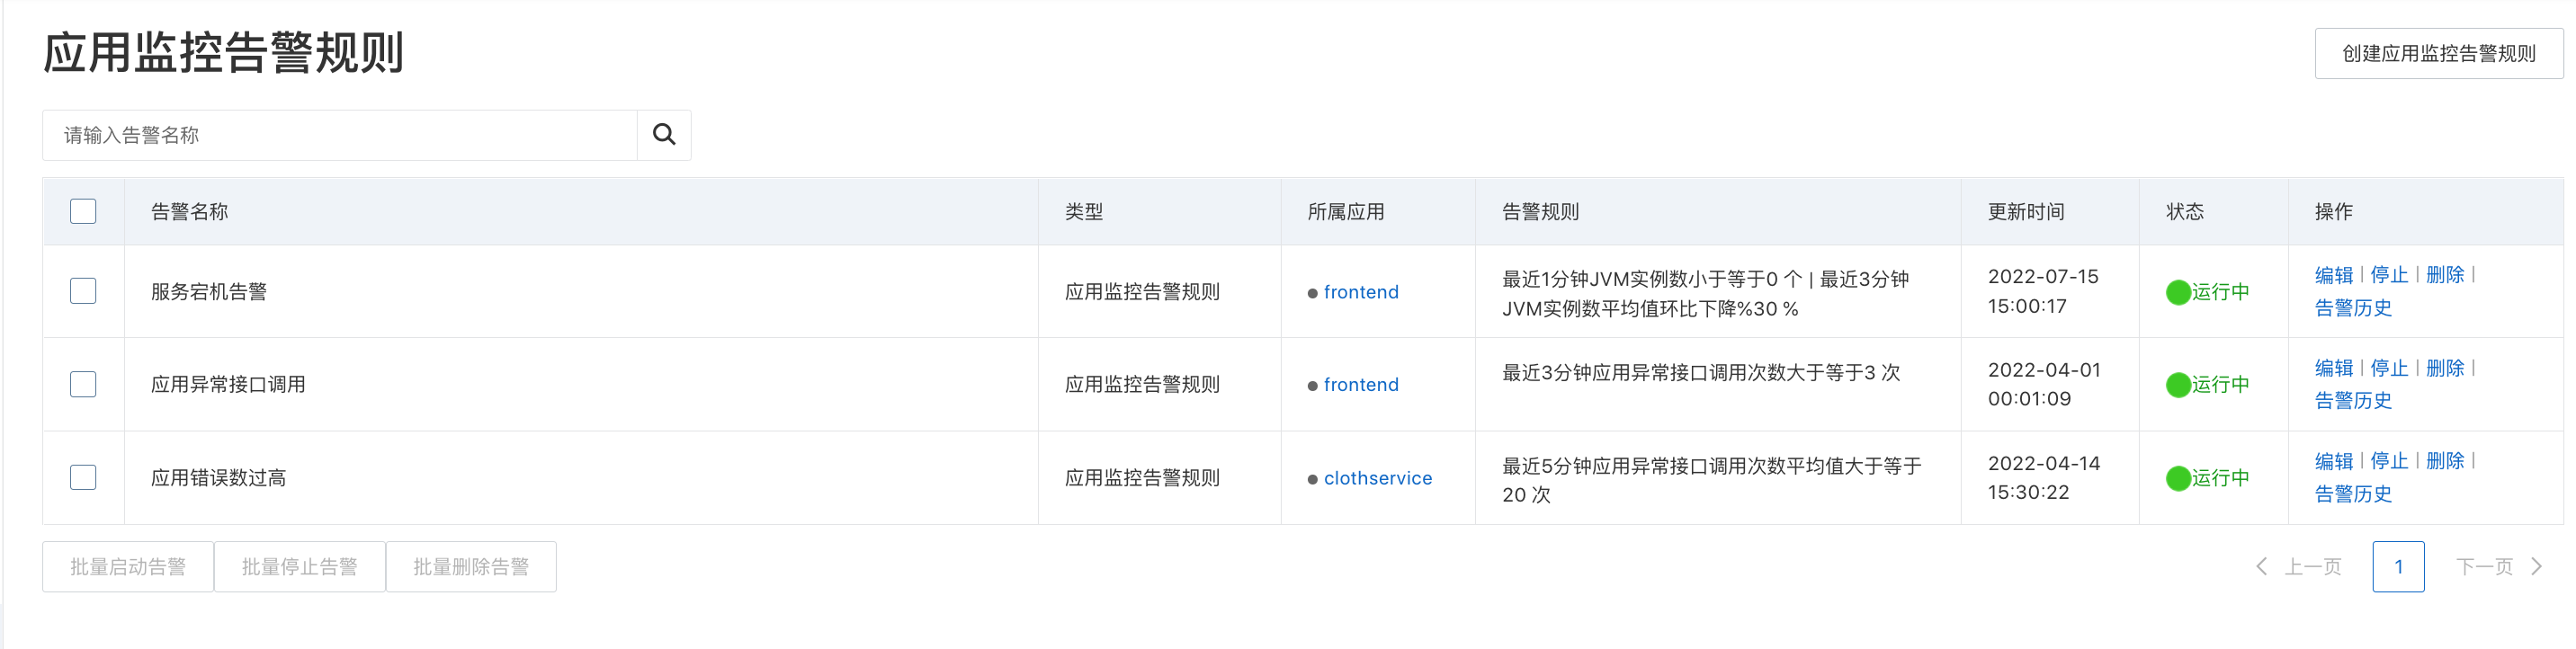 应用监控告警规则
创建应用监控告警规则
请输入告警名称
告警名称 类型 所属应用 告警规则 更新时间 状态 操作
服务宕机告警 应用监控告警规则 frontend 最近1分钟JVM实例数小于等于0 个 | 最近3分钟 2022-07-15 运行中 编辑 | 停止 | 删除 |
JVM实例数平均值环比下降%30 % 15:00:17 告警历史
应用异常接口调用 应用监控告警规则 frontend 最近3分钟应用异常接口调用次数大于等于3 次 2022-04-01 运行中 编辑 | 停止 | 删除 |
00:01:09 告警历史
应用错误数过高 应用监控告警规则 clothservice 最近5分钟应用异常接口调用次数平均值大于等于 2022-04-14 运行中 编辑 | 停止 | 删除 |
20 次 15:30:22 告警历史
批量启动告警 批量停止告警 批量删除告警 上一页 1 下一页